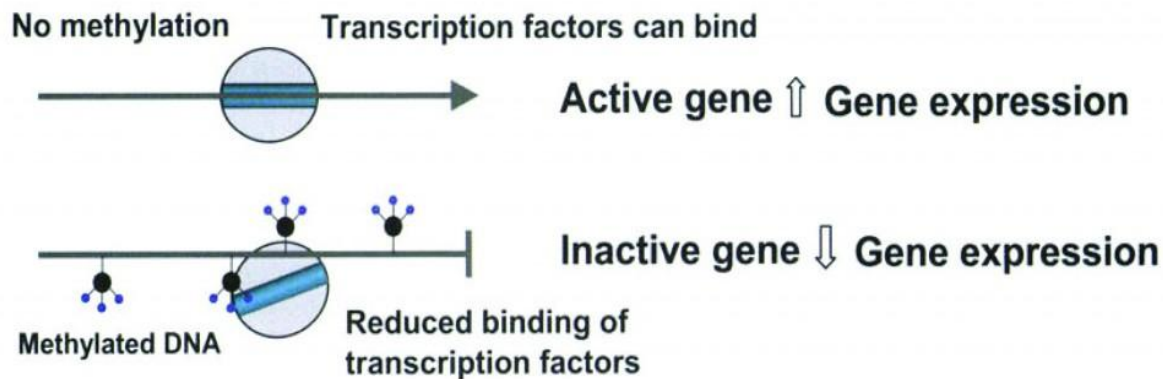 No methylation
Transcription factors can bind
Active gene ⇧ Gene expression
Inactive gene ⇩ Gene expression
Methylated DNA
Reduced binding of
transcription factors